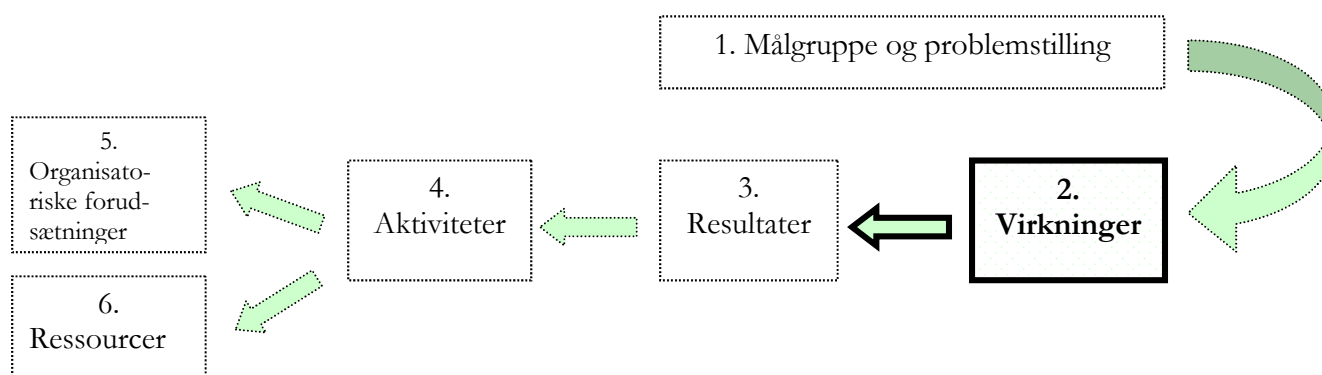 1. Målgruppe og problemstilling
5.
Organisato-
riske forud-
sætninger
4.
Aktiviteter
3.
Resultater
2.
Virkninger
6.
Ressourcer